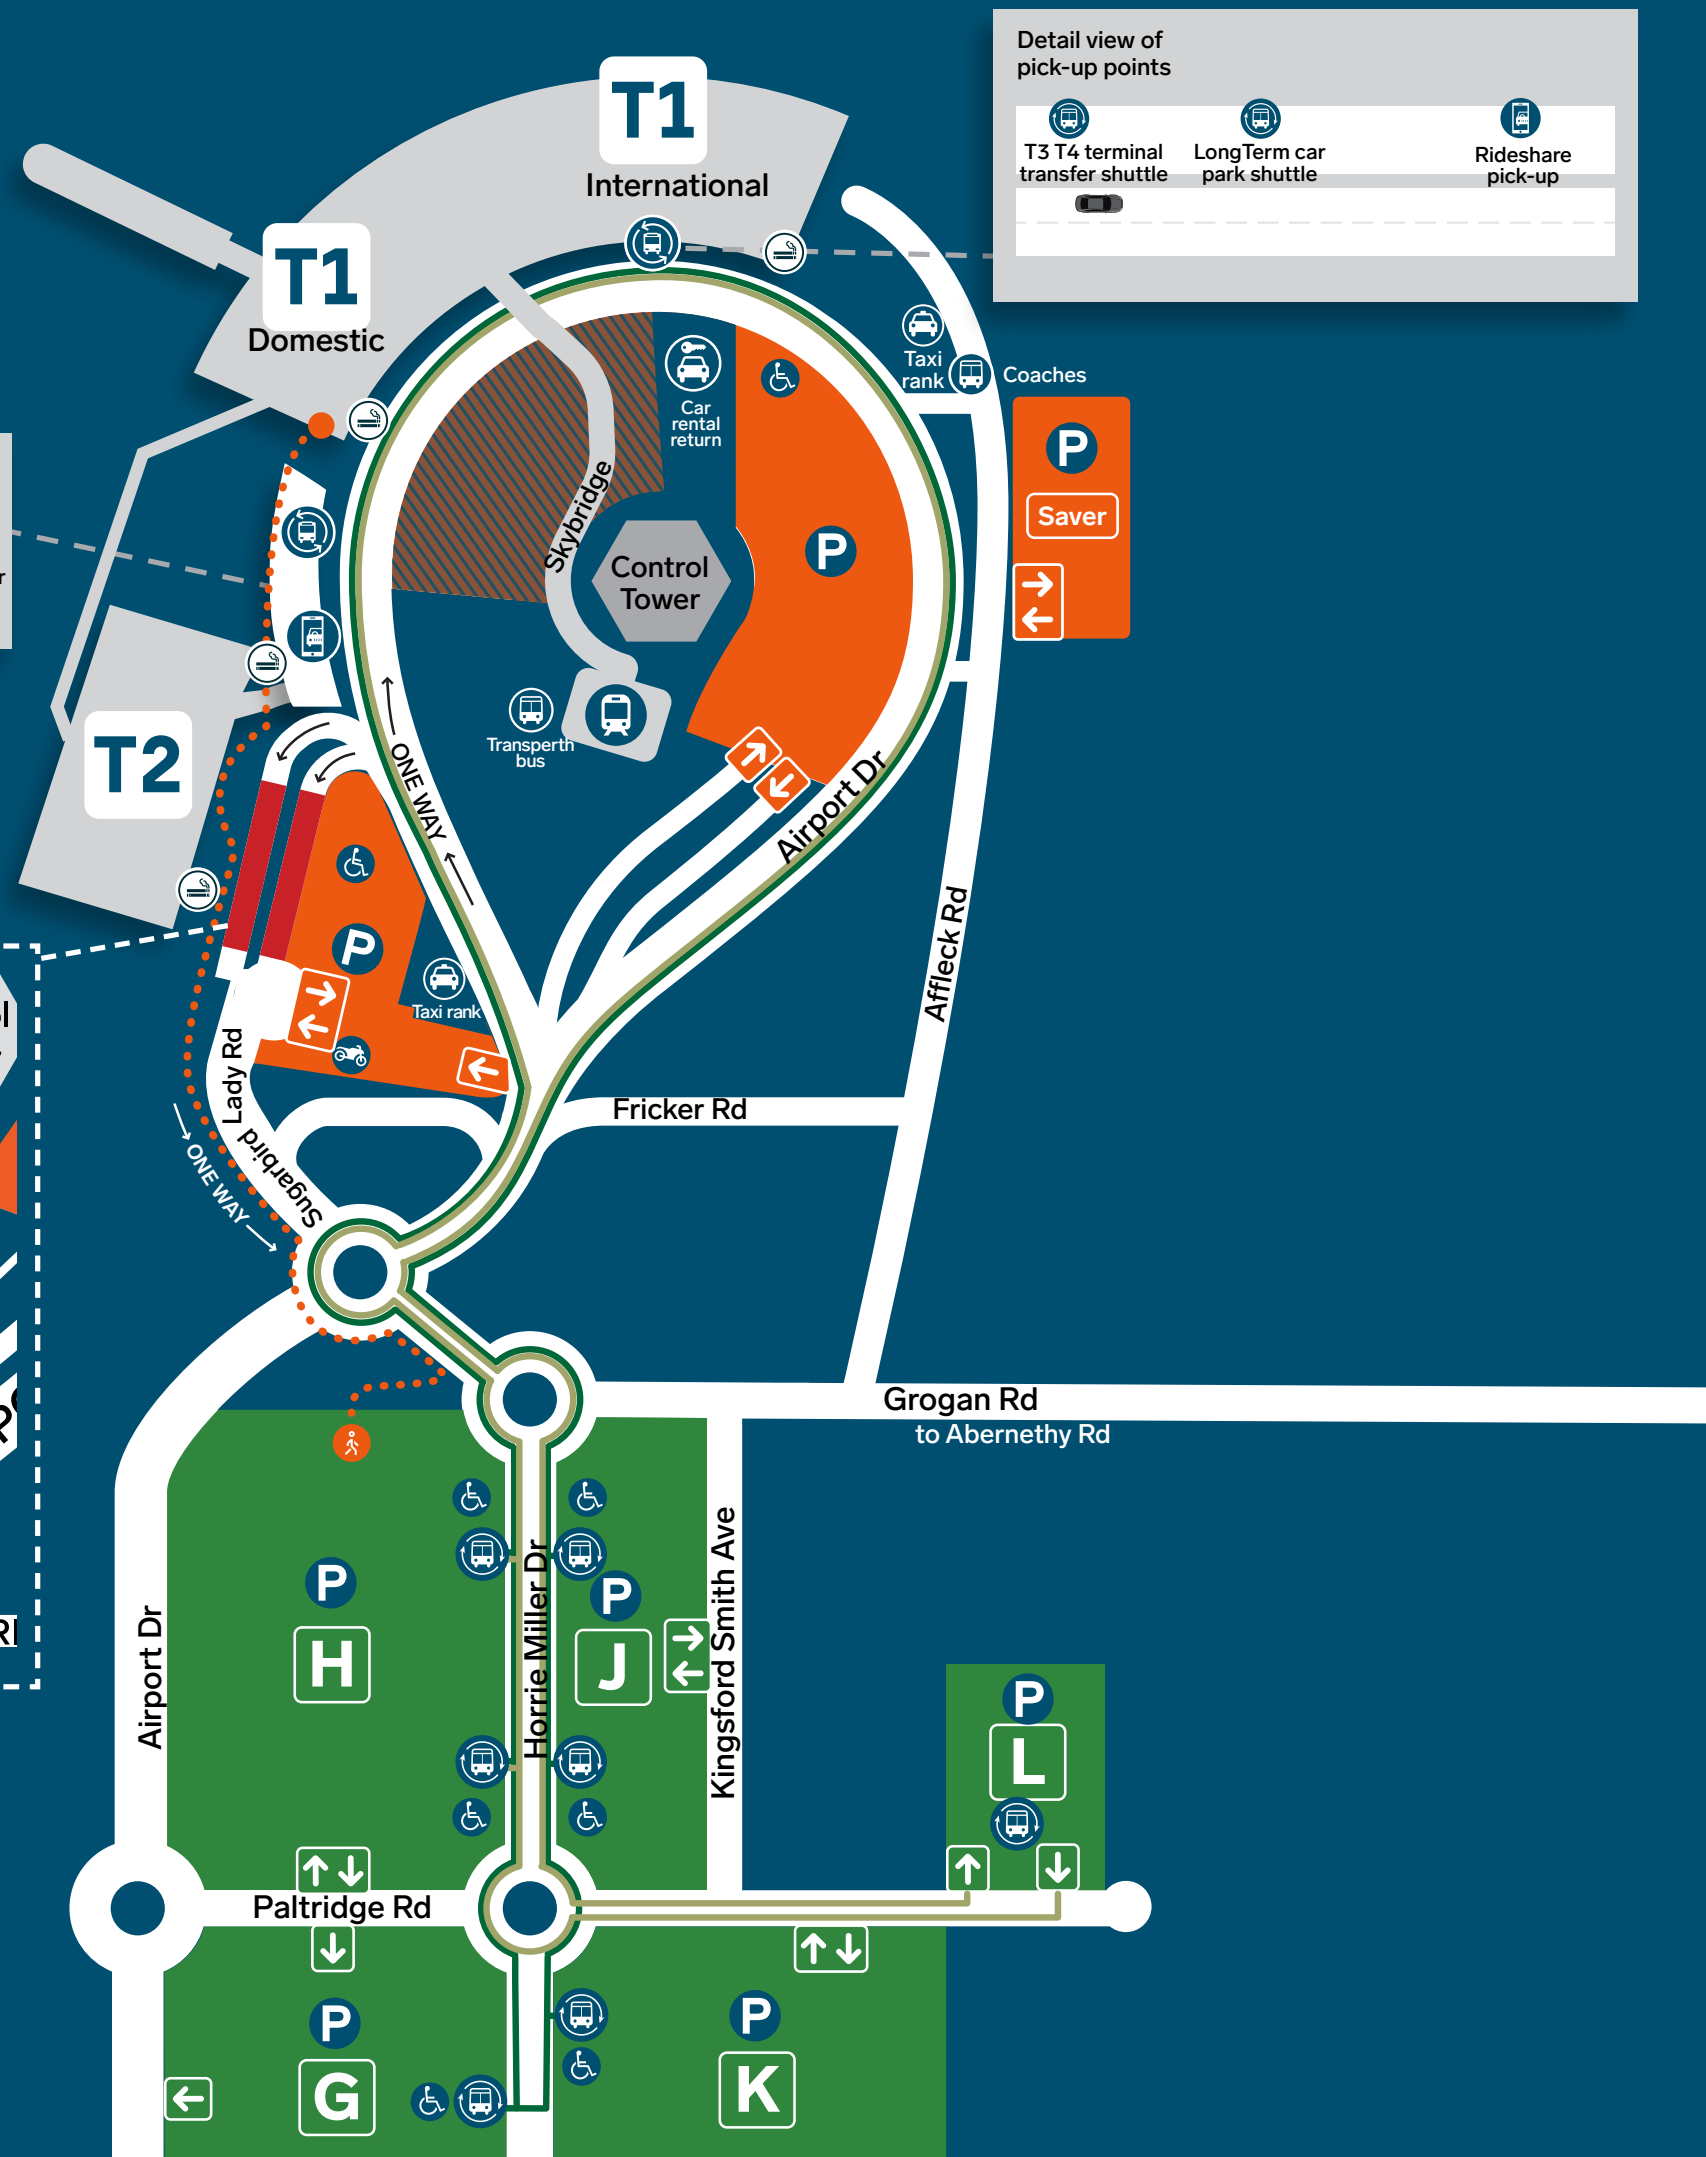 Detail view of
pick-up points
T3 T4 terminal
transfer shuttle
LongTerm car
park shuttle
Rideshare
pick-up
T1
International
T1
Domestic
Taxi
rank
Coaches
Car
rental
return
P
Saver
Skybridge
P
Control
Tower
Transperth
bus
T2
ONE WAY
Airport Dr
P
Taxi rank
Affleck Rd
Lady Rd
Sugarbird
ONE WAY
Fricker Rd
Grogan Rd
to Abernethy Rd
P
H
Horrie Miller Dr
P
J
Kingsford Smith Ave
Airport Dr
P
L
Paltridge Rd
P
G
P
K